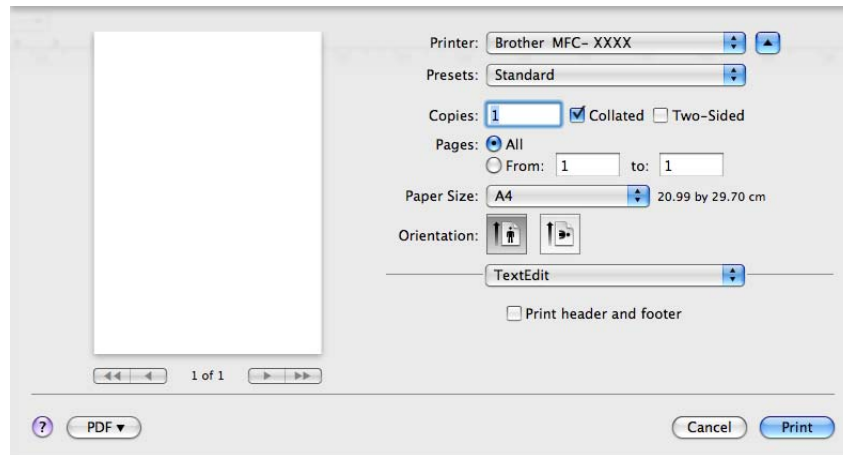 Printer: Brother MFC- XXXX
Presets: Standard
Copies: 1 Collated Two-Sided
Pages: All
From: 1 to: 1
Paper Size: A4 20.99 by 29.70 cm
Orientation:
TextEdit
Print header and footer
1 of 1
? PDF Cancel Print